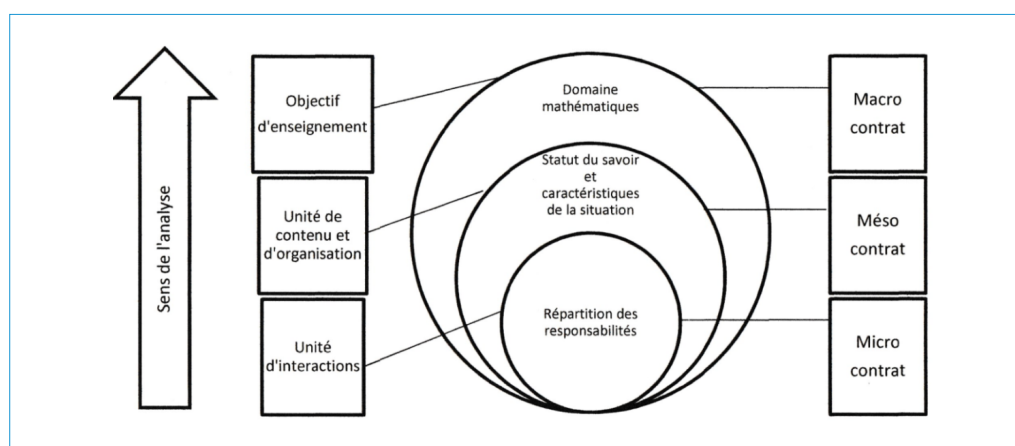 Sens de l'analyse
Objectif
d'enseignement
Unité de
contenu et
d'organisation
Unité
d'interactions
Domaine
mathématiques
Statut du savoir
et
caractéristiques
de la situation
Répartition des
responsabilités
Macro
contrat
Méso
contrat
Micro
contrat